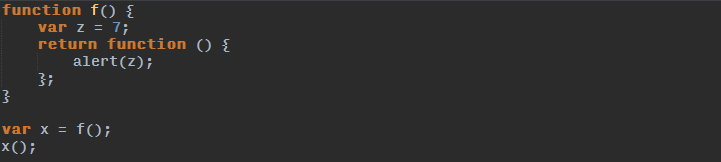 function f() {
    var z = 7;
    return function () {
        alert(z);
    };
}

var x = f();
x();